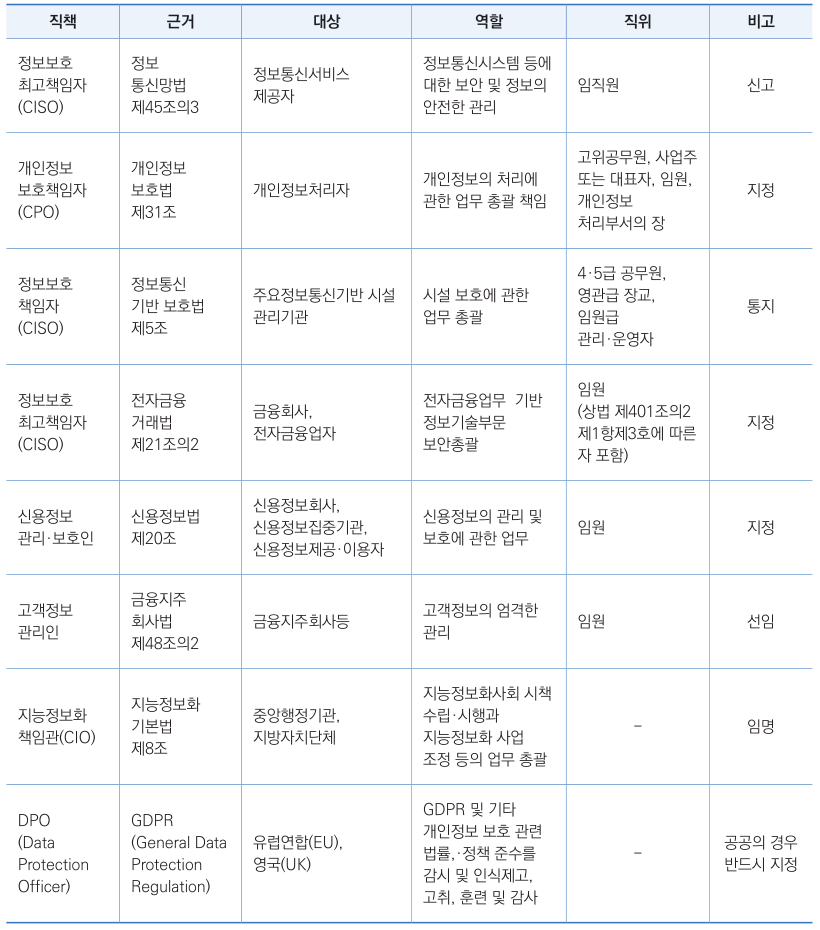 직책
근거
대상
역할
직위
비고
정보보호
최고책임자
(CISO)
정보
통신망법
제45조의3
정보통신서비스
제공자
정보통신시스템 등에
대한 보안 및 정보의
안전한 관리
임직원
신고
개인정보
보호책임자
(CPO)
개인정보
보호법
제31조
개인정보처리자
개인정보의 처리에
관한 업무 총괄 책임
고위공무원, 사업주
또는 대표자, 임원,
개인정보
처리부서의 장
지정
정보보호
책임자
(CISO)
정보통신
기반 보호법
제5조
주요정보통신기반 시설
관리기관
시설 보호에 관한
업무 총괄
4·5급 공무원,
영관급 장교,
임원급
관리·운영자
통지
정보보호
최고책임자
(CISO)
전자금융
거래법
제21조의2
금융회사,
전자금융업자
전자금융업무 기반
정보기술부문
보안총괄
임원
(상법 제401조의2
제1항제3호에 따른
자 포함)
지정
신용정보
관리·보호인
신용정보법
제20조
신용정보회사,
신용정보집중기관,
신용정보제공·이용자
신용정보의 관리 및
보호에 관한 업무
임원
지정
고객정보
관리인
금융지주
회사법
제48조의2
금융지주회사등
고객정보의 엄격한
관리
임원
선임
지능정보화
책임관(CIO)
지능정보화
기본법
제8조
중앙행정기관,
지방자치단체
지능정보화사회 시책
수립·시행과
지능정보화 사업
조정 등의 업무 총괄
–
임명
DPO
(Data
Protection
Officer)
GDPR
(General Data
Protection
Regulation)
유럽연합(EU),
영국(UK)
GDPR 및 기타
개인정보 보호 관련
법률,·정책 준수를
감시 및 인식제고,
고취, 훈련 및 감사
–
공공의 경우
반드시 지정